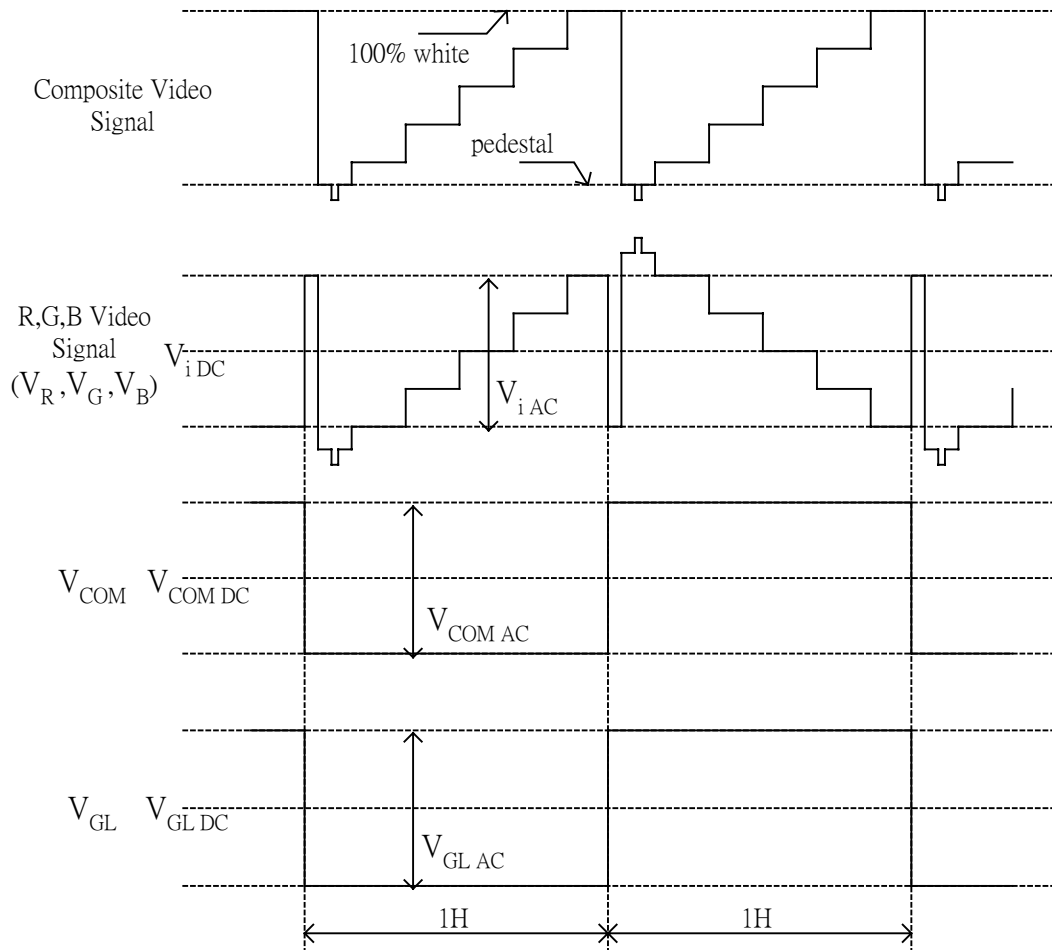 100% white
Composite Video
Signal
pedestal
R,G,B Video
Signal
(V_R ,V_G ,V_B)
V_i DC
V_i AC
V_COM V_COM DC
V_COM AC
V_GL V_GL DC
V_GL AC
1H 1H